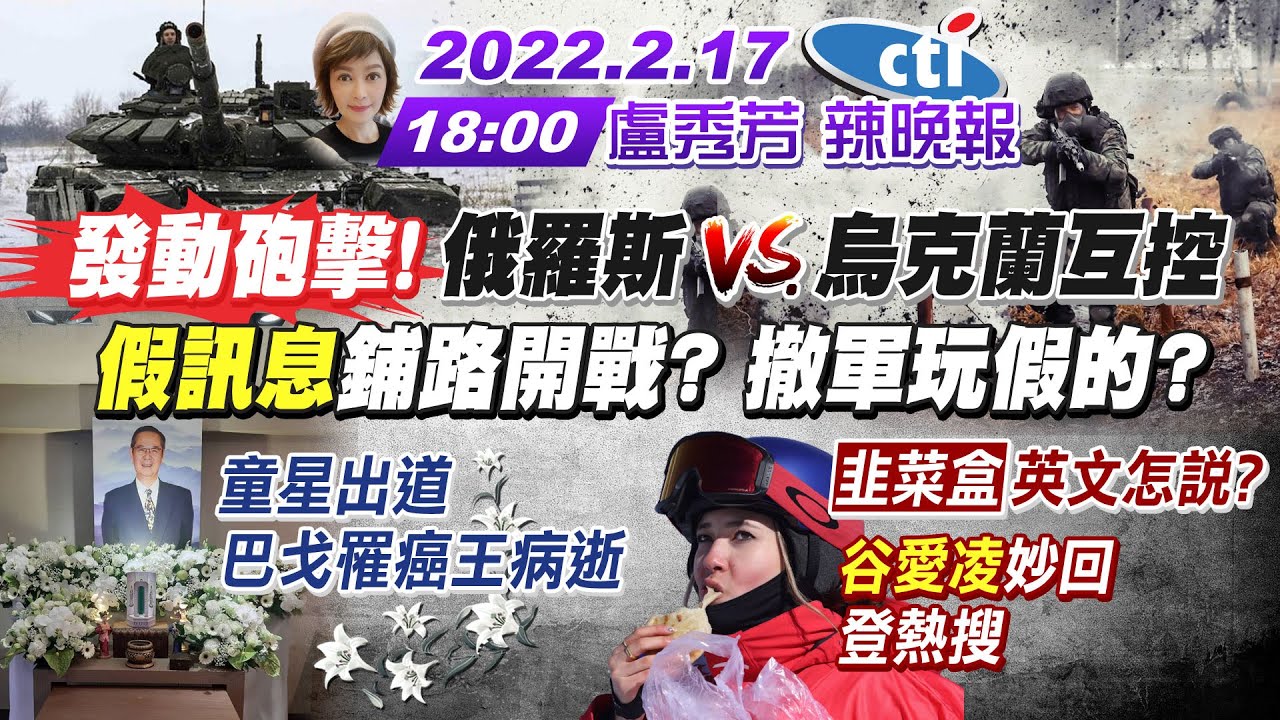 2022.2.17
cti
18:00 盧秀芳 辣晚報
發動砲擊! 俄羅斯 VS. 烏克蘭互控
假訊息鋪路開戰? 撤軍玩假的?
童星出道
巴戈罹癌王病逝
韭菜盒 英文怎説?
谷愛凌妙回
登熱搜